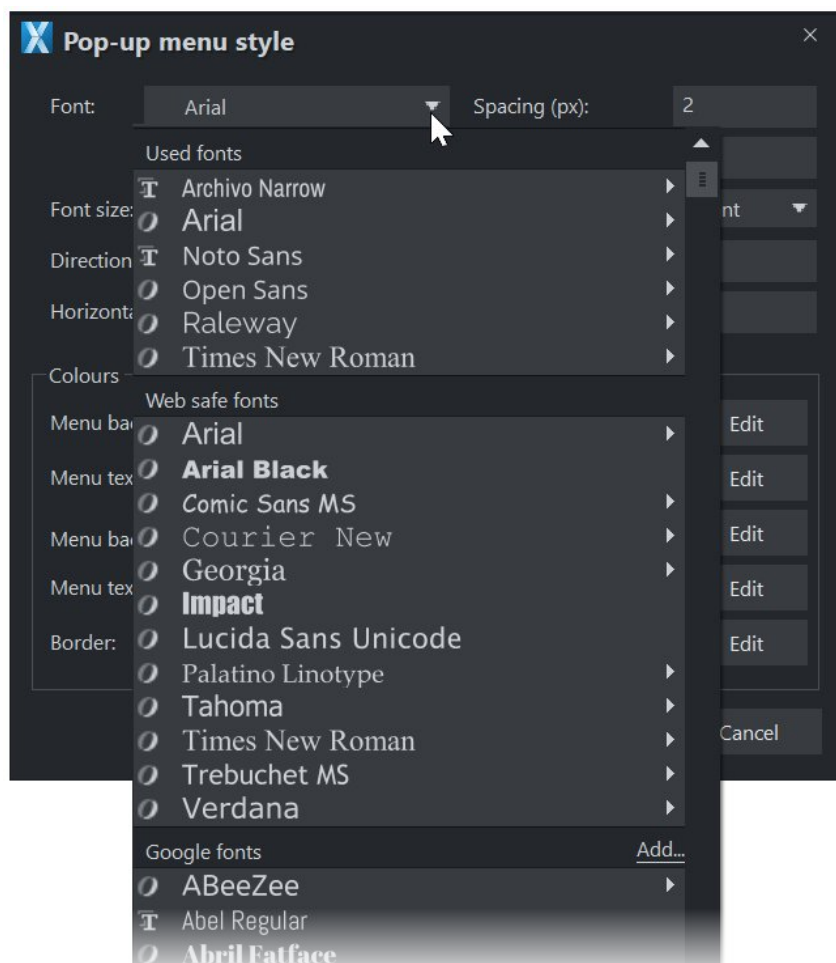 Pop-up menu style
Font: Arial Spacing (px): 2
Used fonts
Archivo Narrow
Font size: Arial nt
Direction Noto Sans
Open Sans
Horizonta Raleway
Times New Roman
Colours
Web safe fonts
Menu ba Arial Edit
Arial Black
Menu tex Edit
Comic Sans MS
Menu ba Courier New Edit
Georgia
Menu tex Impact Edit
Border: Lucida Sans Unicode Edit
Palatino Linotype
Tahoma
Times New Roman Cancel
Trebuchet MS
Verdana
Google fonts Add...
ABeeZee
Abel Regular
Abril Fatface